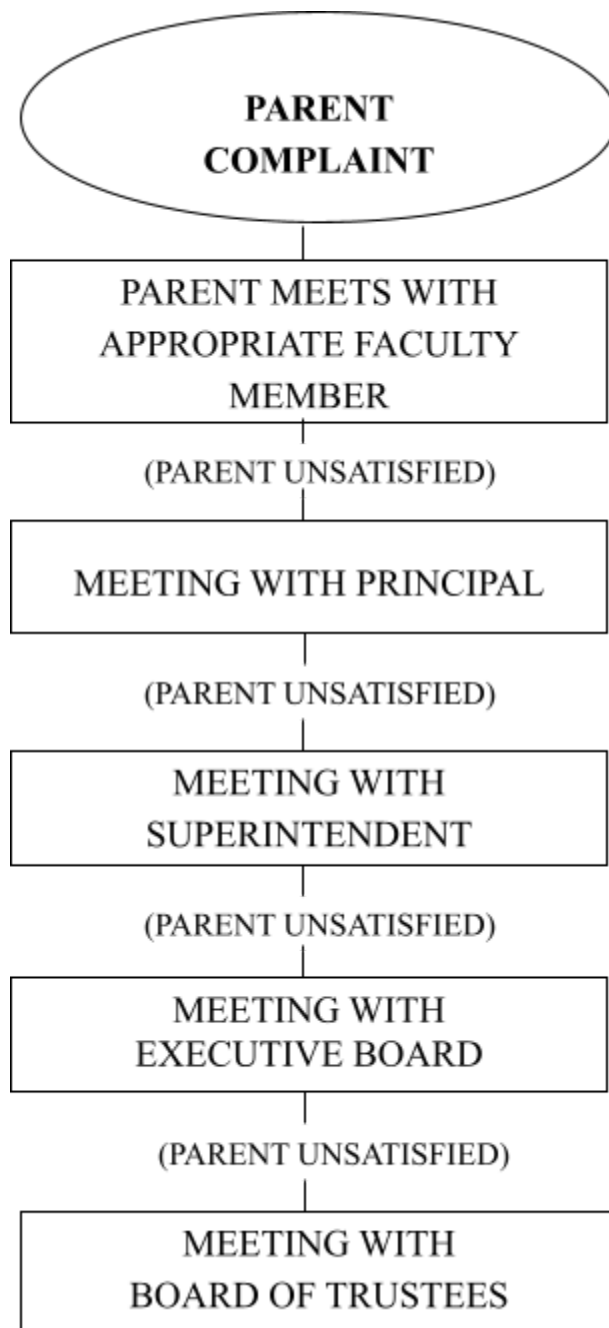 PARENT
COMPLAINT
PARENT MEETS WITH
APPROPRIATE FACULTY
MEMBER
(PARENT UNSATISFIED)
MEETING WITH PRINCIPAL
(PARENT UNSATISFIED)
MEETING WITH
SUPERINTENDENT
(PARENT UNSATISFIED)
MEETING WITH
EXECUTIVE BOARD
(PARENT UNSATISFIED)
MEETING WITH
BOARD OF TRUSTEES